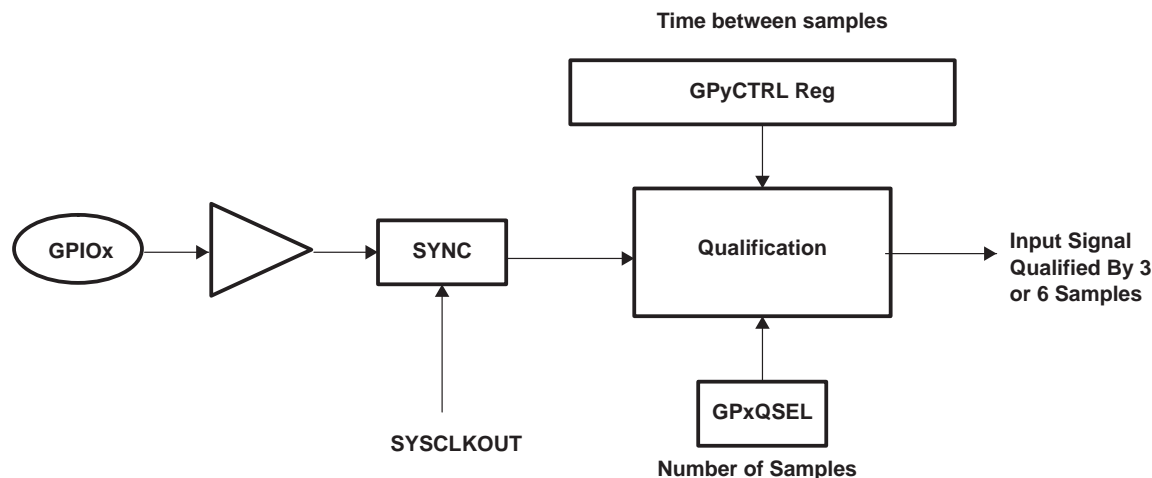 Time between samples
GPyCTRL Reg
GPIOx
SYNC
Qualification
Input Signal
Qualified By 3
or 6 Samples
GPxQSEL
SYSCLKOUT
Number of Samples